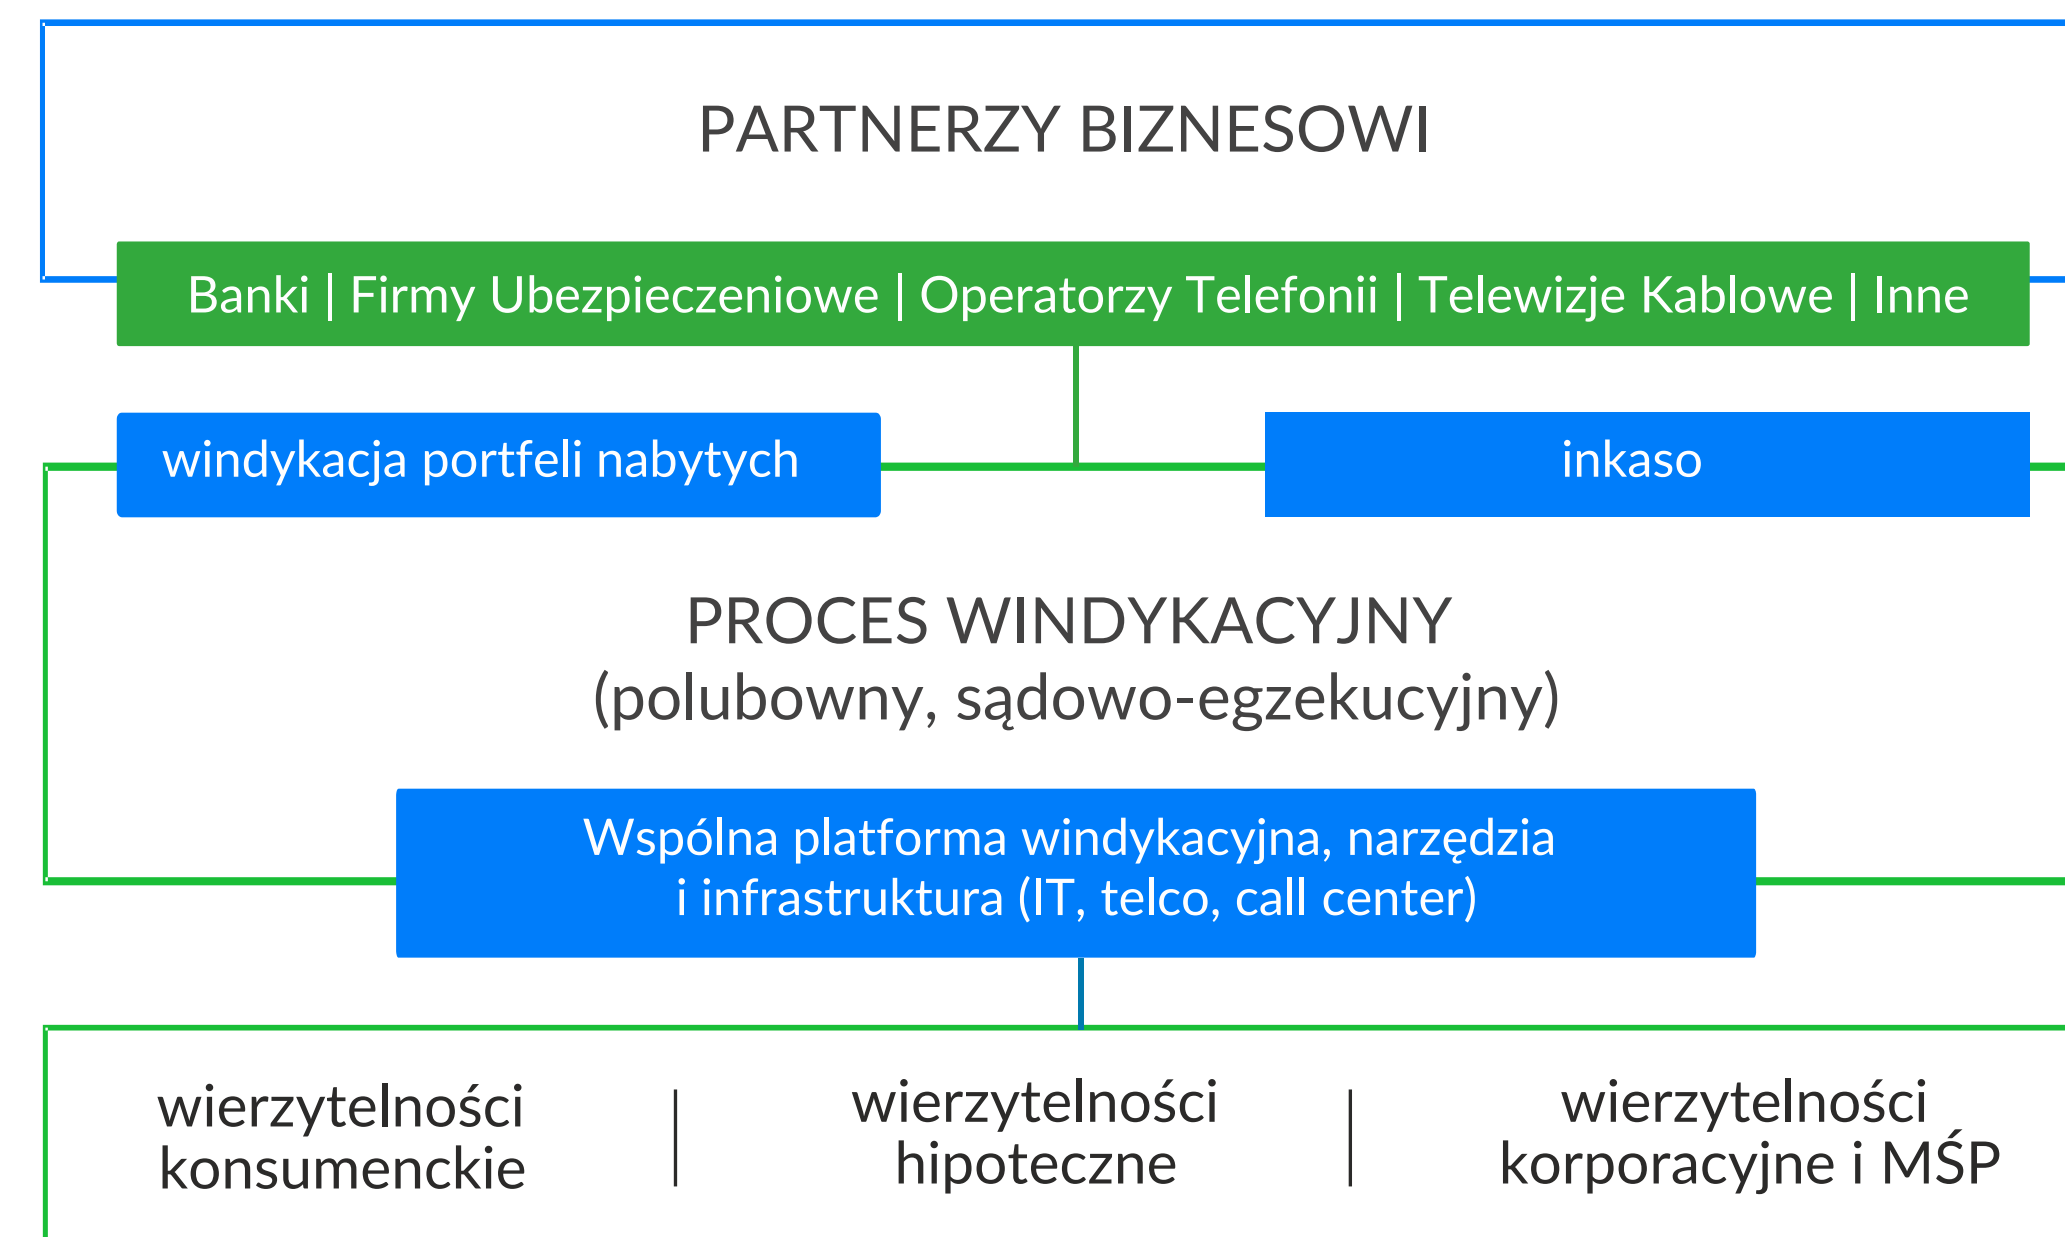 PARTNERZY BIZNESOWI
Banki | Firmy Ubezpieczeniowe | Operatorzy Telefonii | Telewizje Kablowe | Inne
windykacja portfeli nabytych
inkaso
PROCES WINDYKACYJNY
(polubowny, sądowo-egzekucyjny)
Wspólna platforma windykacyjna, narzędzia
i infrastruktura (IT, telco, call center)
wierzytelności
konsumenckie
wierzytelności
hipoteczne
wierzytelności
korporacyjne i MŚP